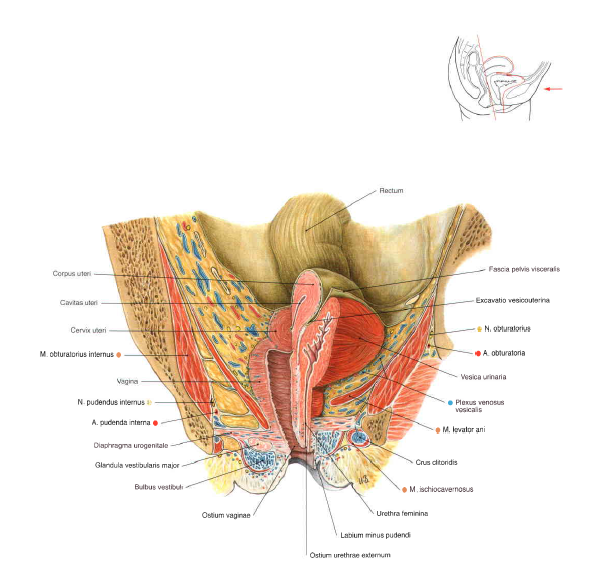 Rectum
Corpus uteri
Fascia pelvis visceralis
Cavitas uteri
Excavatio vesicouterina
Cervix uteri
N. obturatorius
M. obturatorius internus
A. obturatoria
Vagina
Vesica urinaria
N. pudendus internus
Plexus venosus
vesicalis
A. pudenda interna
M. levator ani
Diaphragma urogenitale
Glandula vestibularis major
Crus clitoridis
Bulbus vestibuli
M. ischiocavernosus
Ostium vaginae
Urethra feminina
Labium minus pudendi
Ostium urethrae externum